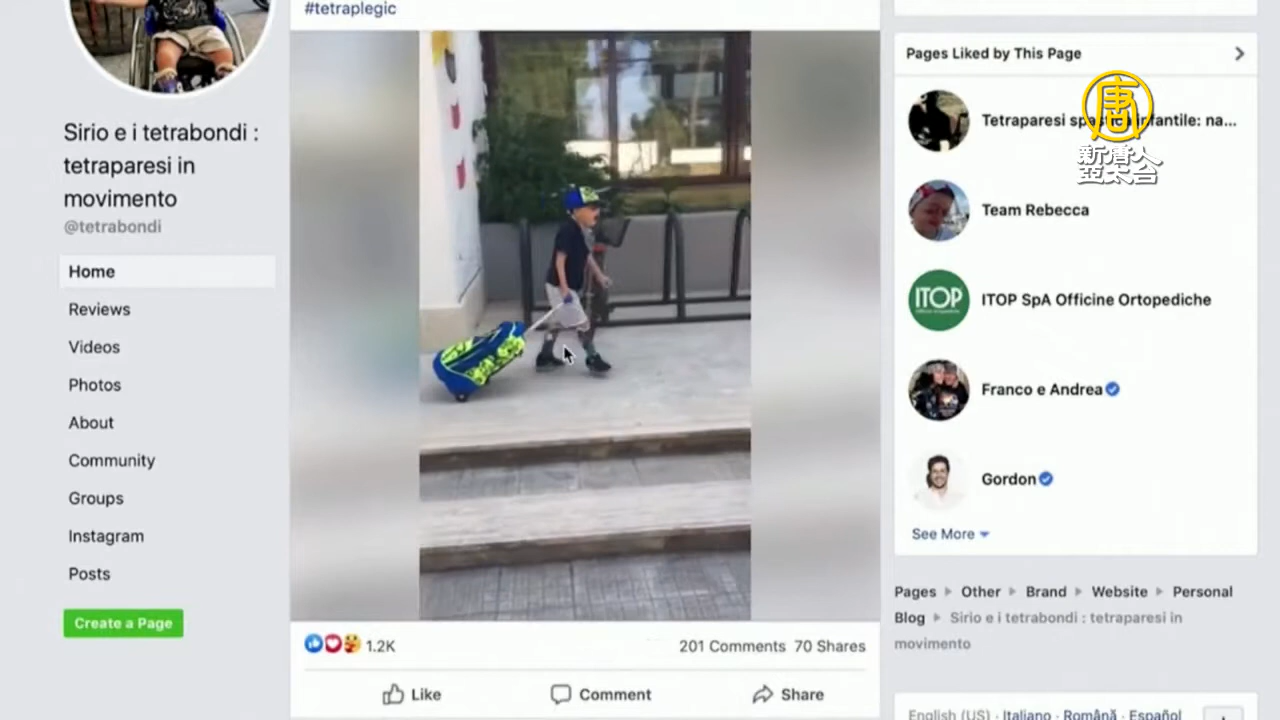 #tetraplegic
Sirio e i tetrabondi :
tetraparesi in
movimento
@tetrabondi
Home
Reviews
Videos
Photos
About
Community
Groups
Instagram
Posts
Create a Page
1.2K
201 Comments 70 Shares
Like
Comment
Share
Pages Liked by This Page
Tetraparesi spastica infantile: na...
Team Rebecca
ITOP
ITOP SpA Officine Ortopediche
Franco e Andrea
Gordon
See More
唐
新唐人
亞太台
Pages Other Brand Website Personal
Blog Sirio e i tetrabondi : tetraparesi in
movimento
English (US) · Italiano · Română · Español